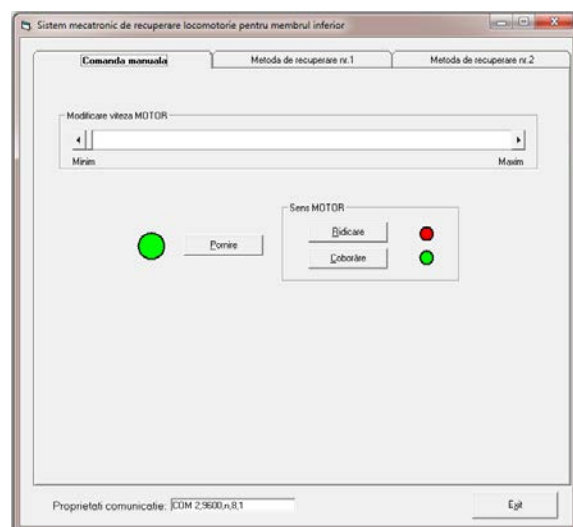 Sistem mecatronic de recuperare locomotorie pentru membrul inferior
Comanda manuala Metoda de recuperare nr.1 Metoda de recuperare nr.2
Modificare viteza MOTOR
Minim Maxim
Sens MOTOR
Ridicare
Pornire
Coborâre
Proprietati comunicatie: COM 2,9600,n,8,1 Exit